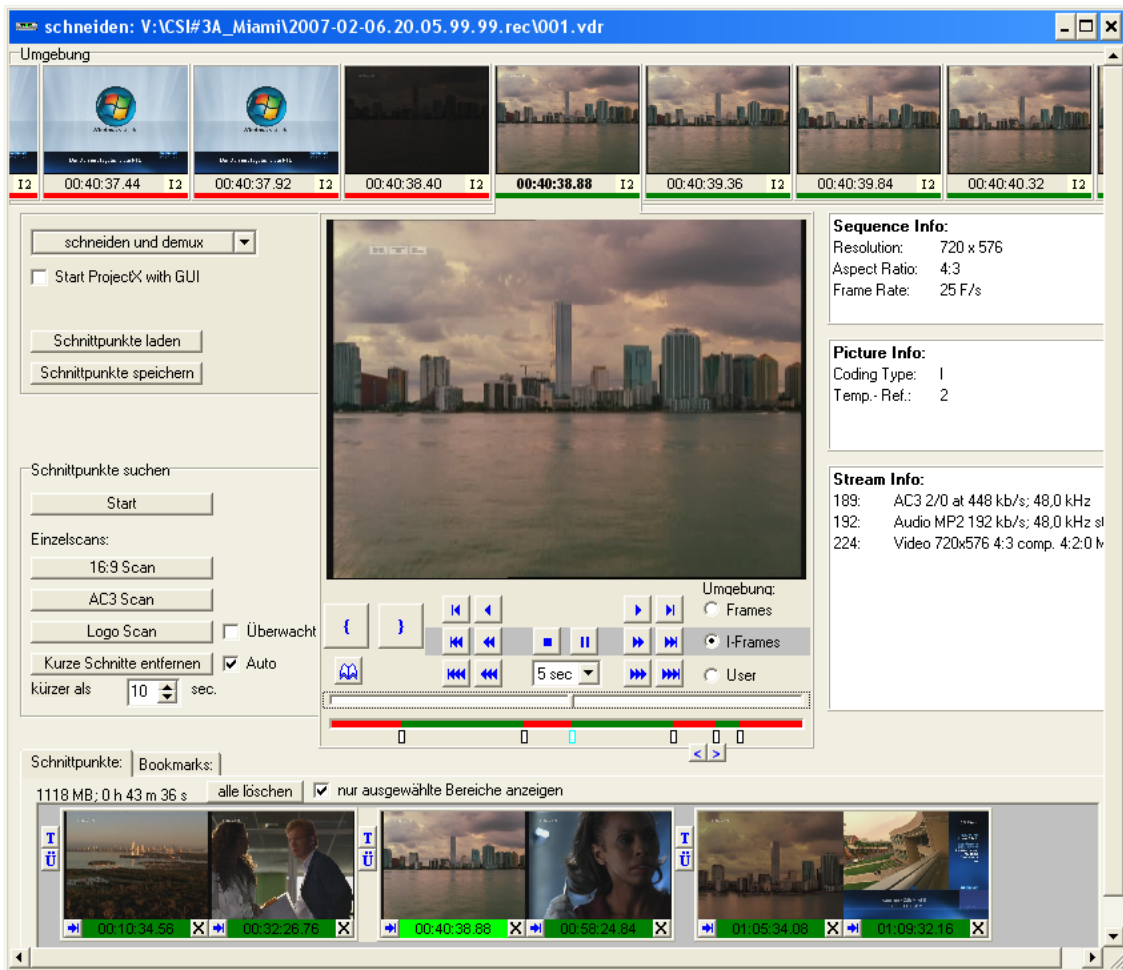 schneiden: V:\CSI#3A_Miami\2007-02-06.20.05.99.99.rec\001.vdr
Umgebung
I2 00:40:37.44 I2 00:40:37.92 I2 00:40:38.40 I2 00:40:38.88 I2 00:40:39.36 I2 00:40:39.84 I2 00:40:40.32 I2
schneiden und demux
Start ProjectX with GUI
Schnittpunkte laden
Schnittpunkte speichern
RTL
Sequence Info:
Resolution: 720 x 576
Aspect Ratio: 4:3
Frame Rate: 25 F/s
Picture Info:
Coding Type: I
Temp.- Ref.: 2
Schnittpunkte suchen
Start
Einzelscans:
16:9 Scan
AC3 Scan
Logo Scan
Überwacht
Kurze Schnitte entfernen
Auto
kürzer als 10 sec.
Stream Info:
189: AC3 2/0 at 448 kb/s; 48,0 kHz
192: Audio MP2 192 kb/s; 48,0 kHz st
224: Video 720x576 4:3 comp. 4:2:0 M
{ }
5 sec
Umgebung:
Frames
I-Frames
User
< >
Schnittpunkte: Bookmarks:
1118 MB; 0 h 43 m 36 s alle löschen nur ausgewählte Bereiche anzeigen
T T T
Ü Ü Ü
00:10:34.56 X 00:32:26.76 X 00:40:38.88 X 00:58:24.84 X 01:05:34.08 X 01:09:32.16 X